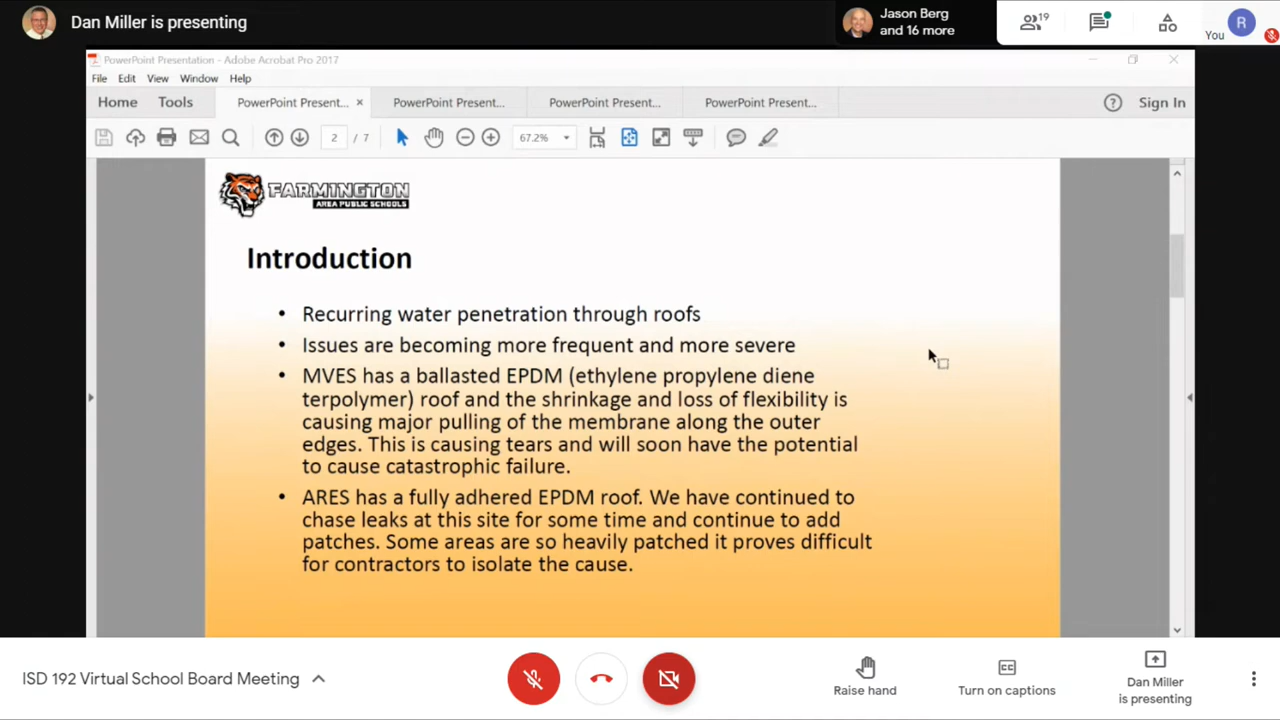 Dan Miller is presenting
Jason Berg
and 16 more
19
R
You
PowerPoint Presentation - Adobe Acrobat Pro 2017
File Edit View Window Help
Home Tools PowerPoint Present... × PowerPoint Present... PowerPoint Present... PowerPoint Present... ? Sign In
2 / 7 67.2%
FARMINGTON
AREA PUBLIC SCHOOLS
Introduction
• Recurring water penetration through roofs
• Issues are becoming more frequent and more severe
• MVES has a ballasted EPDM (ethylene propylene diene
terpolymer) roof and the shrinkage and loss of flexibility is
causing major pulling of the membrane along the outer
edges. This is causing tears and will soon have the potential
to cause catastrophic failure.
• ARES has a fully adhered EPDM roof. We have continued to
chase leaks at this site for some time and continue to add
patches. Some areas are so heavily patched it proves difficult
for contractors to isolate the cause.
ISD 192 Virtual School Board Meeting
Raise hand
CC
Turn on captions
Dan Miller
is presenting